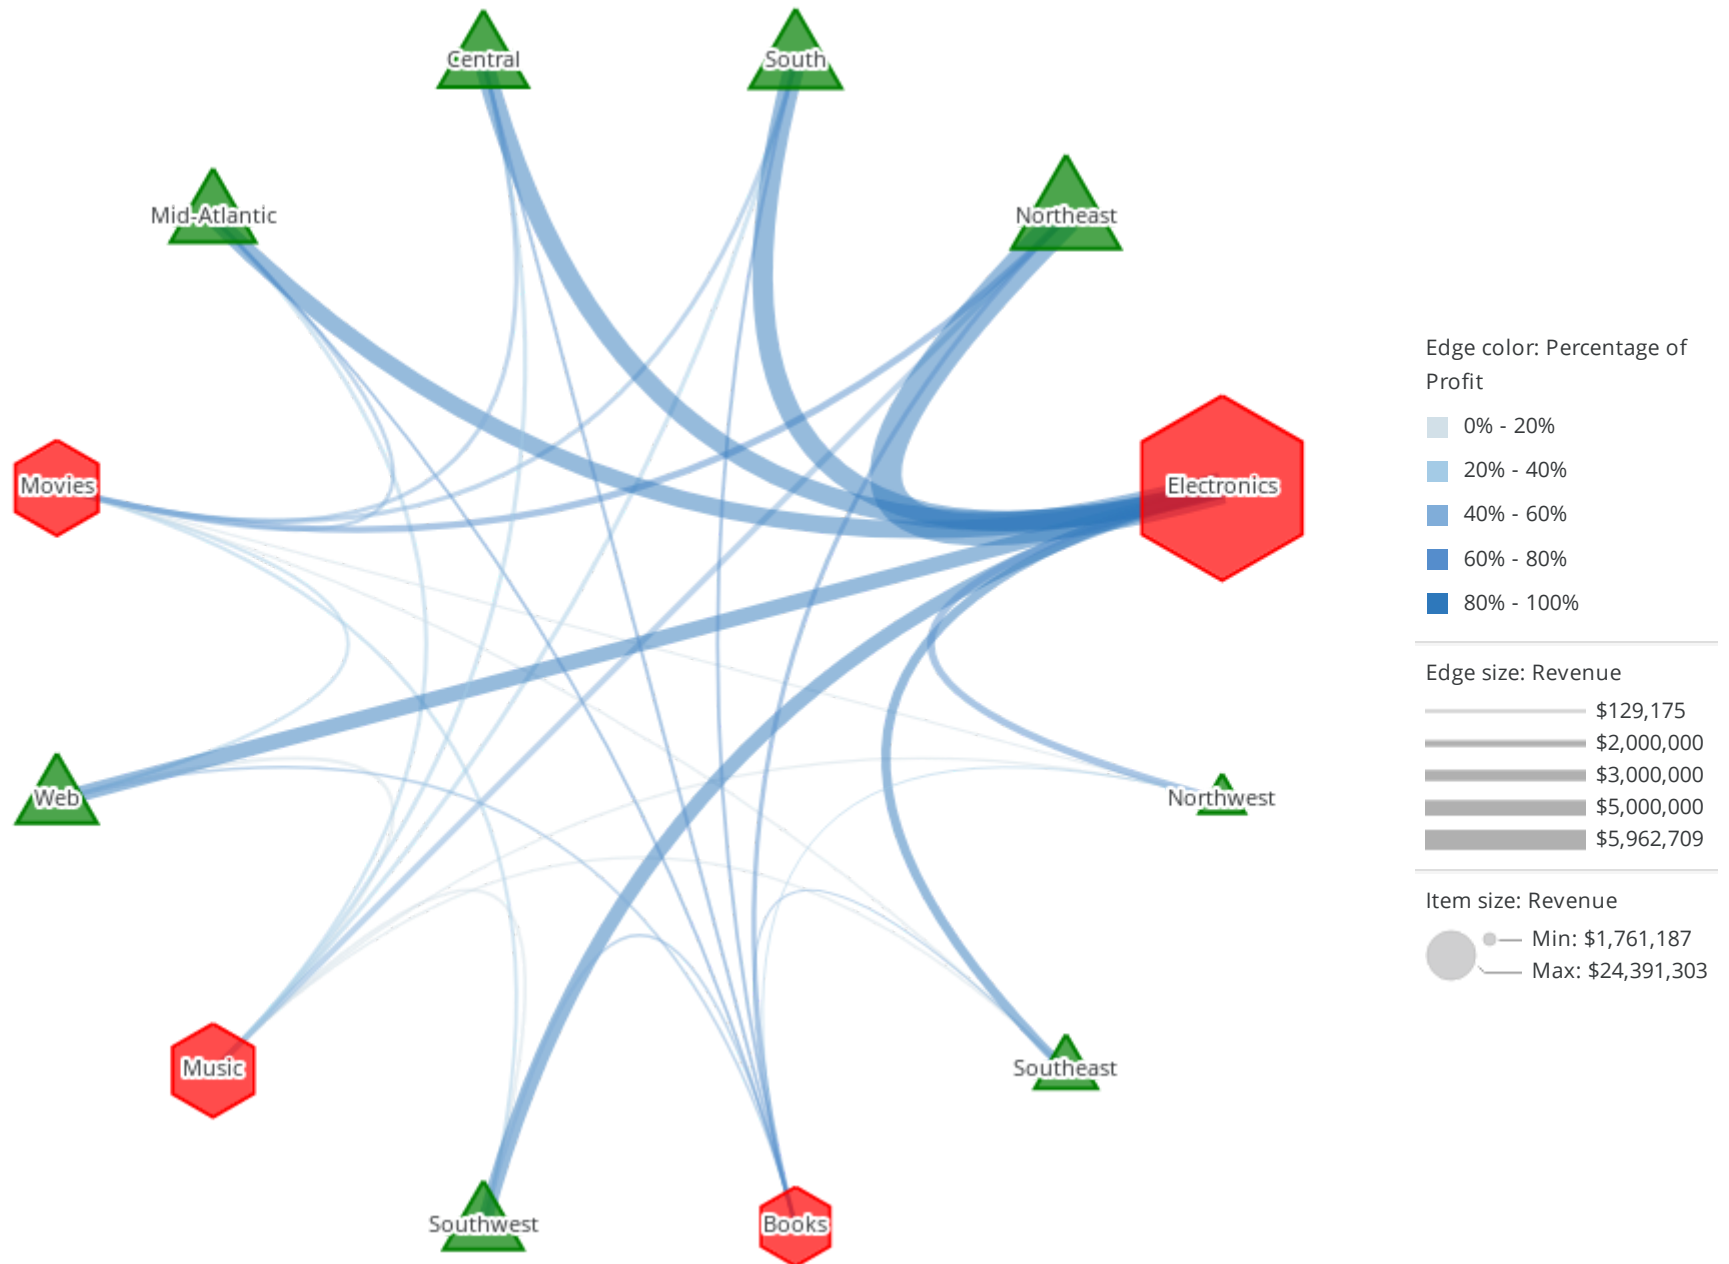 Central
South
Mid-Atlantic
Northeast
Movies
Electronics
Web
Northwest
Music
Southeast
Southwest
Books
Edge color: Percentage of
Profit
0% - 20%
20% - 40%
40% - 60%
60% - 80%
80% - 100%
Edge size: Revenue
$129,175
$2,000,000
$3,000,000
$5,000,000
$5,962,709
Item size: Revenue
Min: $1,761,187
Max: $24,391,303